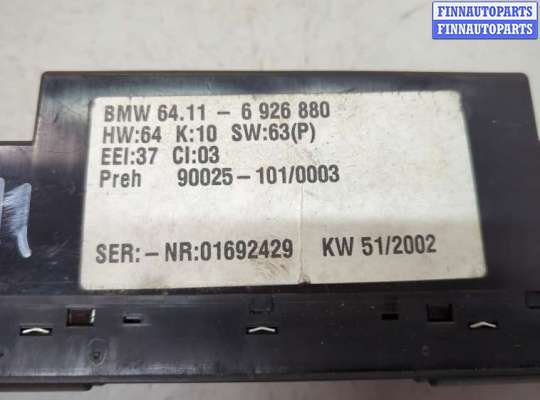 FINNAUTOPARTS
FINNAUTOPARTS
BMW 64.11 - 6 926 880
HW:64 K:10 SW:63(P)
EEI:37 CI:03
Preh 90025-101/0003
SER:-NR:01692429 KW 51/2002